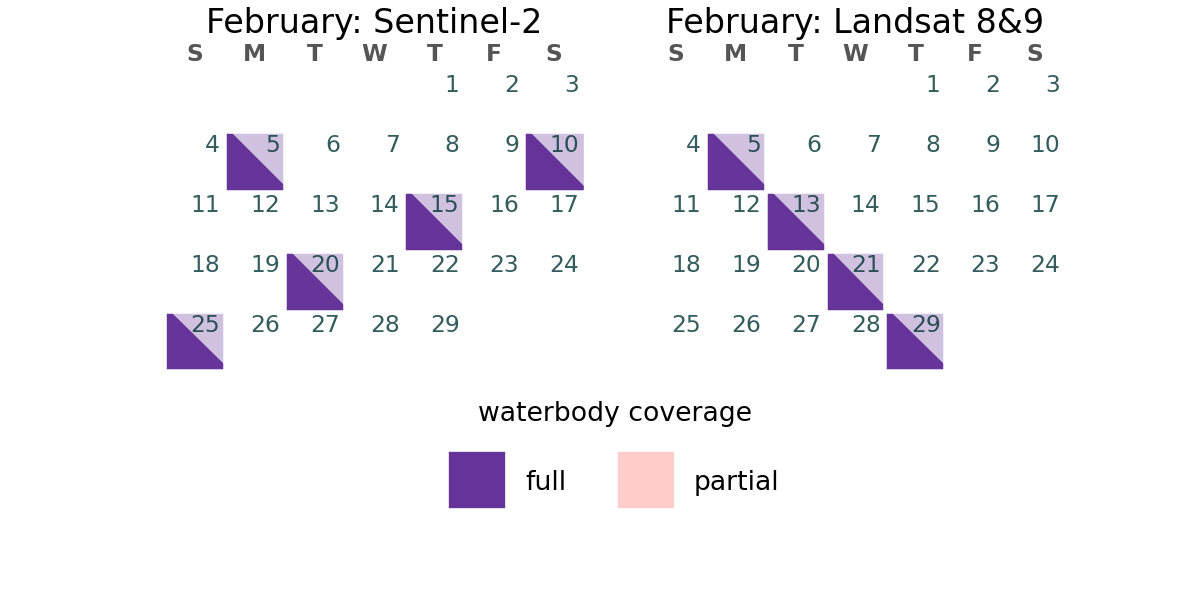 February: Sentinel-2
S M T W T F S
1 2 3
4 5 6 7 8 9 10
11 12 13 14 15 16 17
18 19 20 21 22 23 24
25 26 27 28 29
February: Landsat 8&9
S M T W T F S
1 2 3
4 5 6 7 8 9 10
11 12 13 14 15 16 17
18 19 20 21 22 23 24
25 26 27 28 29
waterbody coverage
full partial